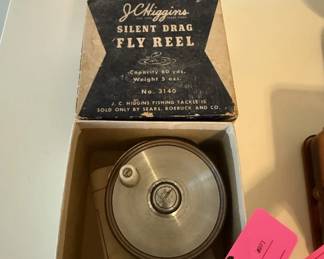 J.C.Higgins
SILENT DRAG
FLY REEL
Capacity 60 yds.
Weight 5 ozs.
No. 3140
J. C. HIGGINS FISHING TACKLE IS
SOLD ONLY BY SEARS, ROEBUCK AND CO.